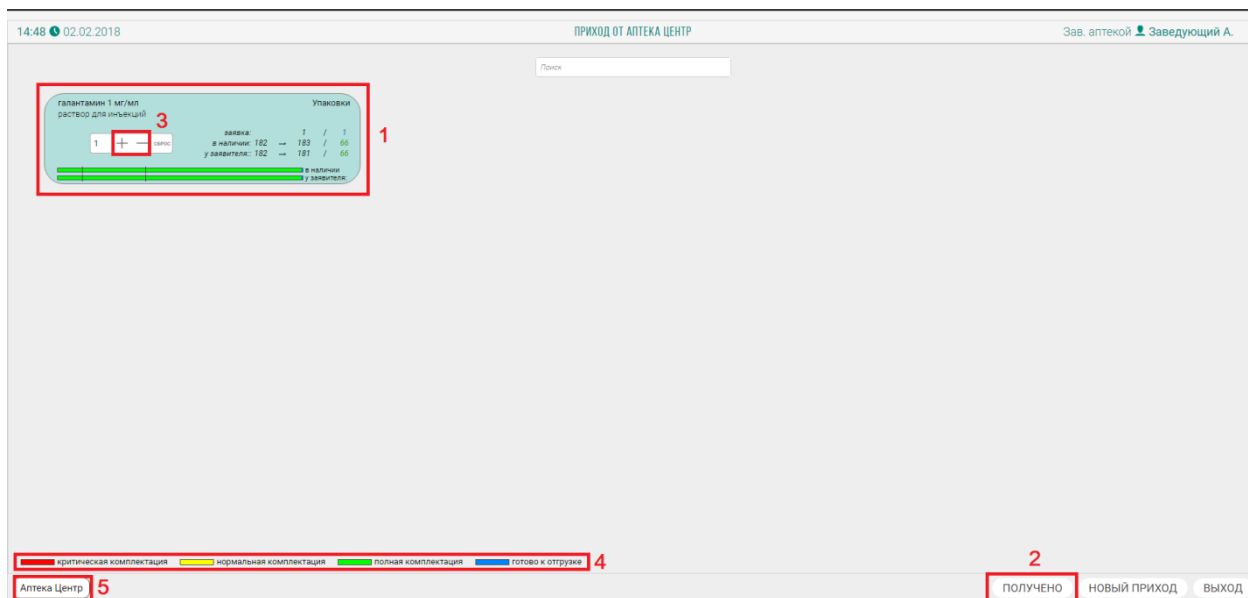 14:48 02.02.2018 ПРИХОД ОТ АПТЕКА ЦЕНТР Зав. аптекой Заведующий А.
Поиск
галантамин 1 мг/мл Упаковки
раствор для инъекций 3
заявка: 1 / 1
1 + — СБРОС в наличии: 182 → 183 / 66
у заявителя:: 182 → 181 / 66
1
в наличии
у заявителя:
критическая комплектация нормальная комплектация полная комплектация готово к отгрузке 4
2
Аптека Центр 5 ПОЛУЧЕНО НОВЫЙ ПРИХОД ВЫХОД